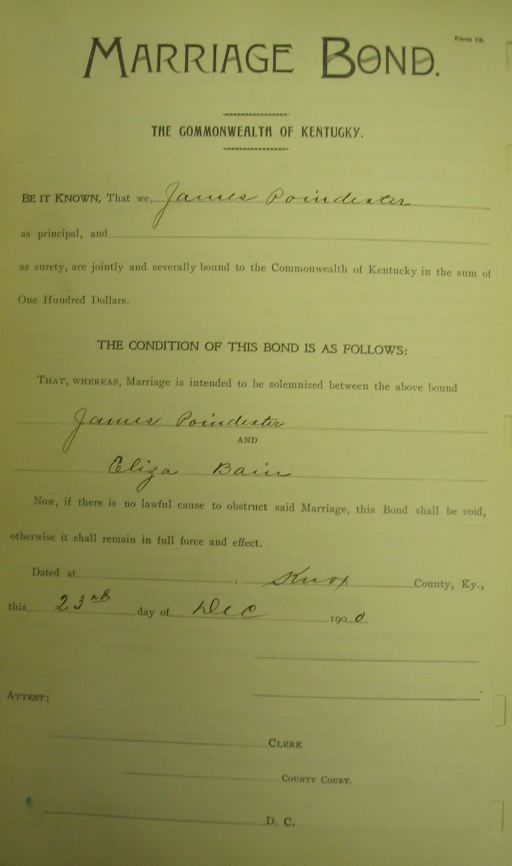 Form 78.
MARRIAGE BOND.
THE COMMONWEALTH OF KENTUCKY.
BE IT KNOWN, That we, James Poindexter
as principal, and
as surety, are jointly and severally bound to the Commonwealth of Kentucky in the sum of
One Hundred Dollars.
THE CONDITION OF THIS BOND IS AS FOLLOWS:
THAT, WHEREAS, Marriage is intended to be solemnized between the above bound
James Poindexter
AND
Eliza Bain
Now, if there is no lawful cause to obstruct said Marriage, this Bond shall be void,
otherwise it shall remain in full force and effect.
Dated at , Knox County, Ky.,
this 23rd day of Dec 1900
ATTEST:
CLERK
COUNTY COURT.
D. C.